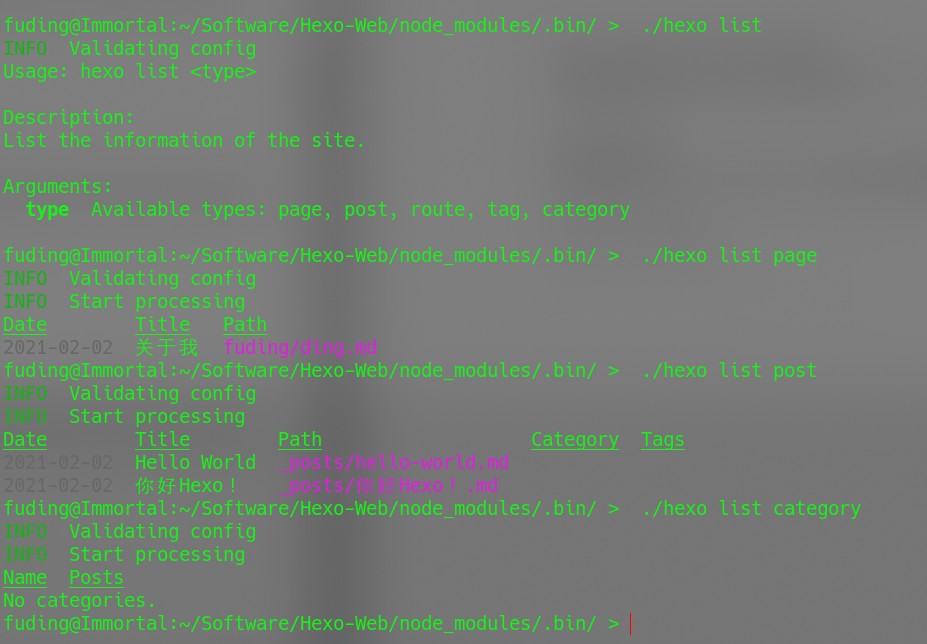 fuding@Immortal:~/Software/Hexo-Web/node_modules/.bin/ >  ./hexo list
INFO  Validating config
Usage: hexo list <type>
Description:
List the information of the site.
Arguments:
  type  Available types: page, post, route, tag, category
fuding@Immortal:~/Software/Hexo-Web/node_modules/.bin/ >  ./hexo list page
INFO  Validating config
INFO  Start processing
Date        Title   Path
2021-02-02  关于我  fuding/ding.md
fuding@Immortal:~/Software/Hexo-Web/node_modules/.bin/ >  ./hexo list post
INFO  Validating config
INFO  Start processing
Date        Title        Path                   Category  Tags
2021-02-02  Hello World  _posts/hello-world.md
2021-02-02  你好Hexo！   _posts/你好Hexo！.md
fuding@Immortal:~/Software/Hexo-Web/node_modules/.bin/ >  ./hexo list category
INFO  Validating config
INFO  Start processing
Name  Posts
No categories.
fuding@Immortal:~/Software/Hexo-Web/node_modules/.bin/ >